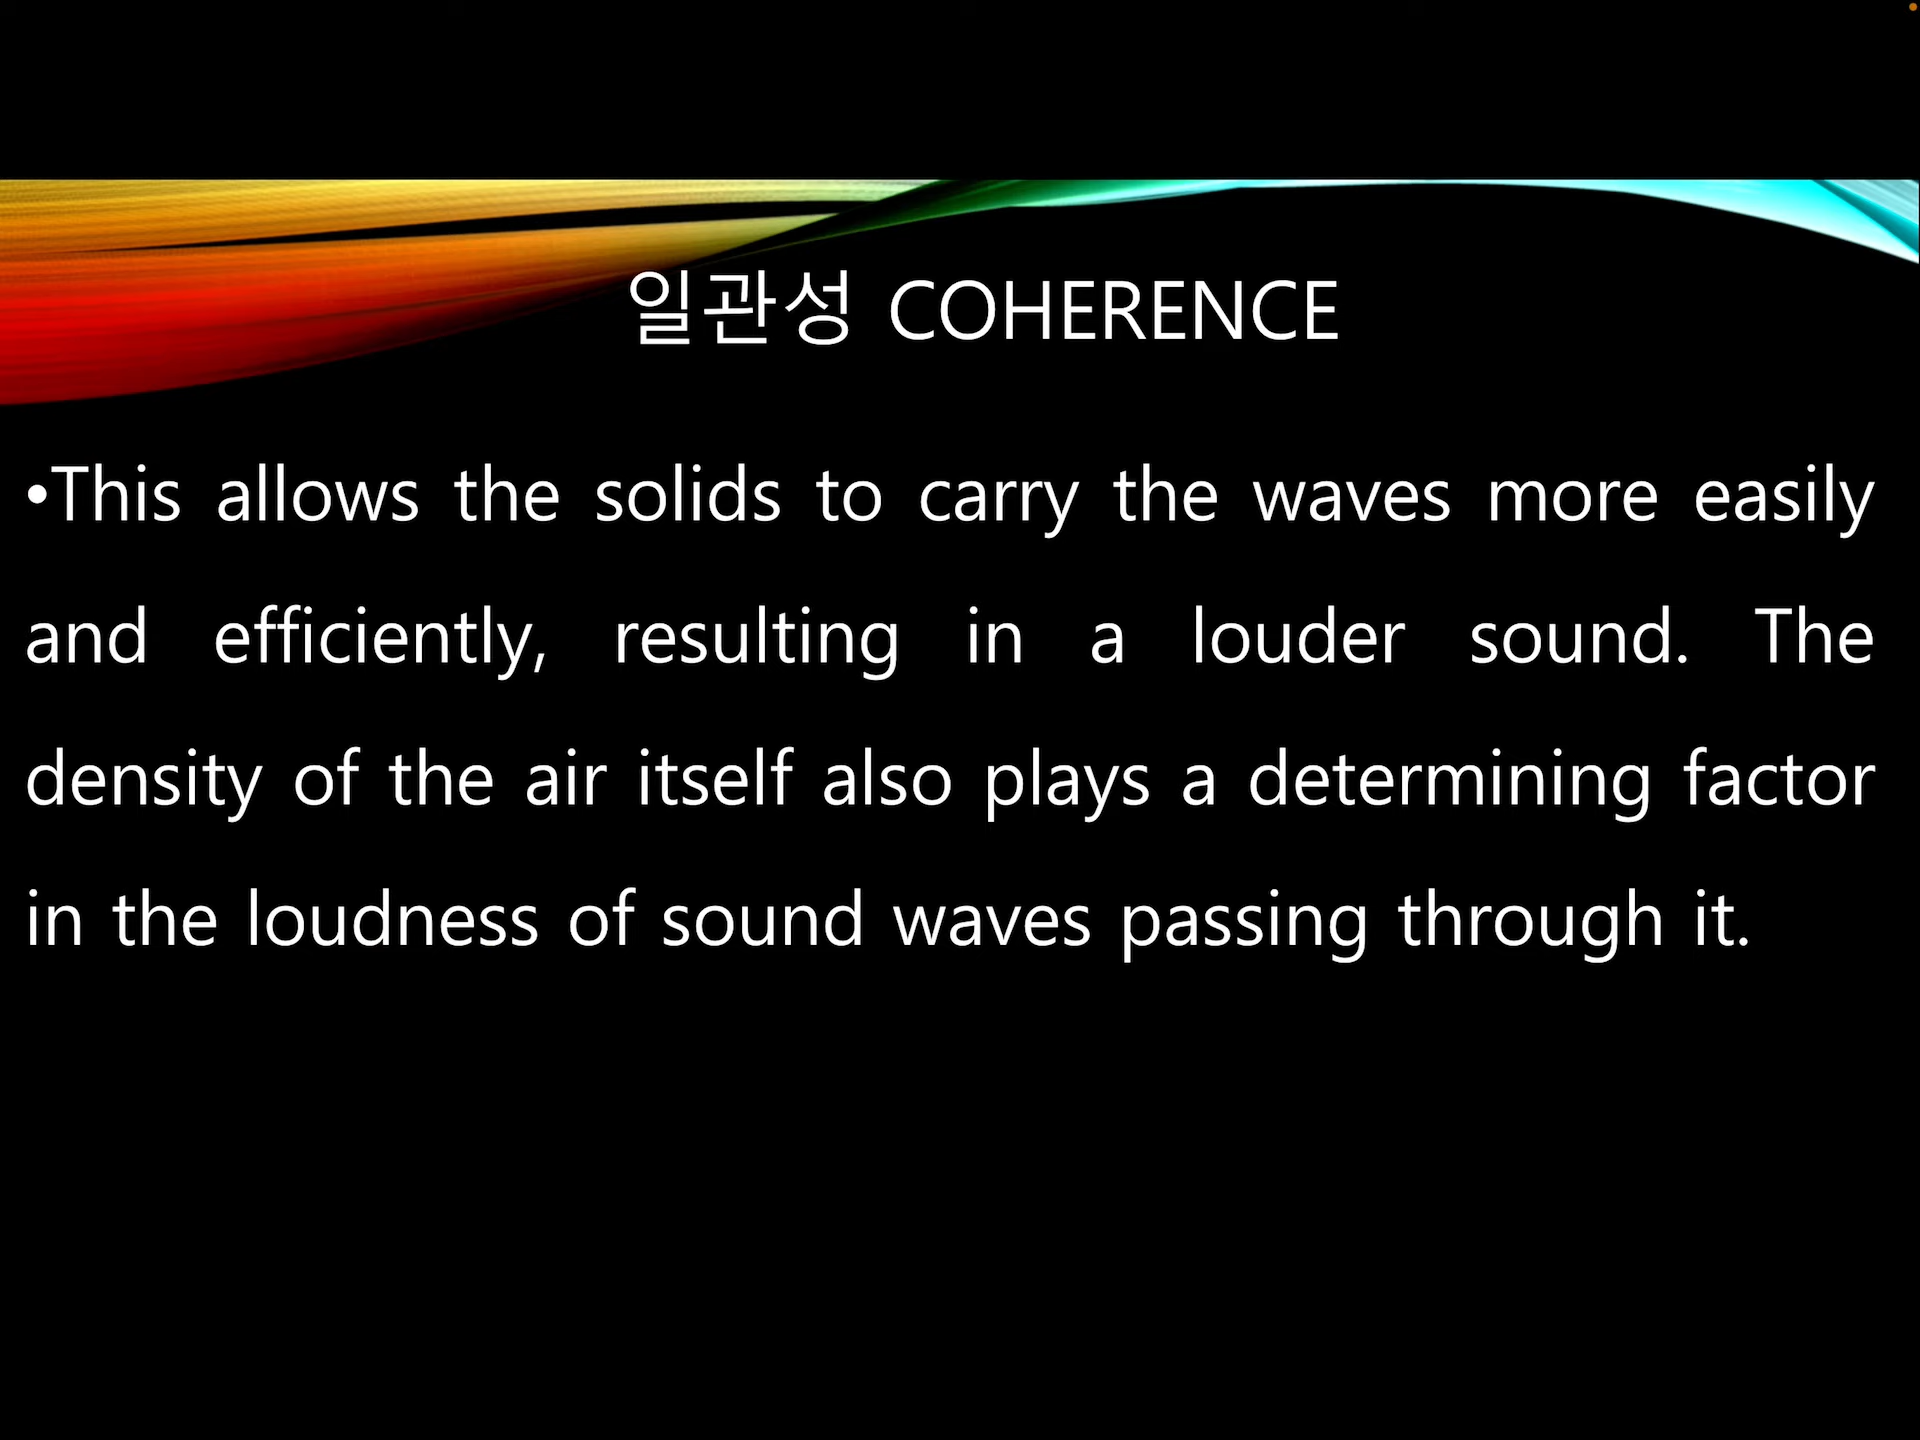 일관성 COHERENCE
•This allows the solids to carry the waves more easily
and efficiently, resulting in a louder sound. The
density of the air itself also plays a determining factor
in the loudness of sound waves passing through it.